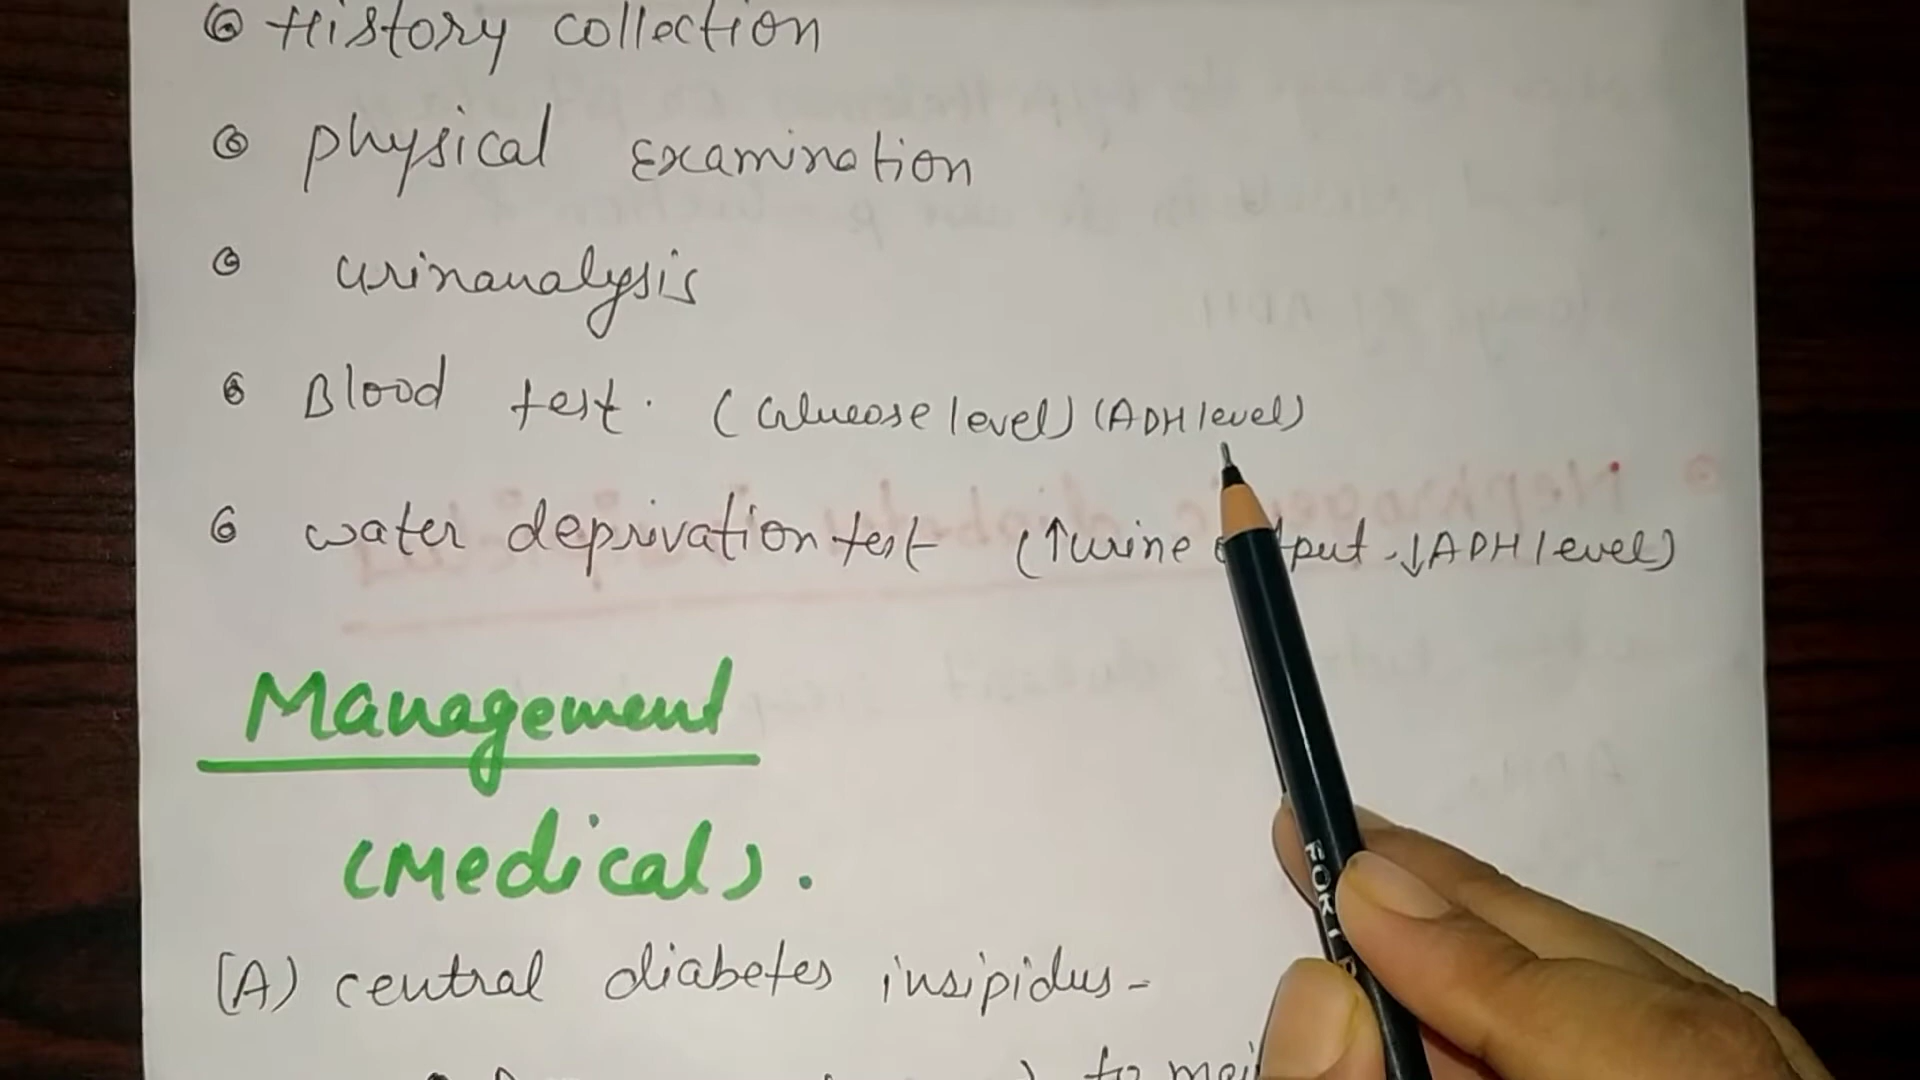 History collection
physical Examination
urinanalysis
Blood test. (Glucose level) (ADH level)
water deprivation test (↑urine output ↓ADH level)
Management
(Medical).
(A) central diabetes insipidus-
to